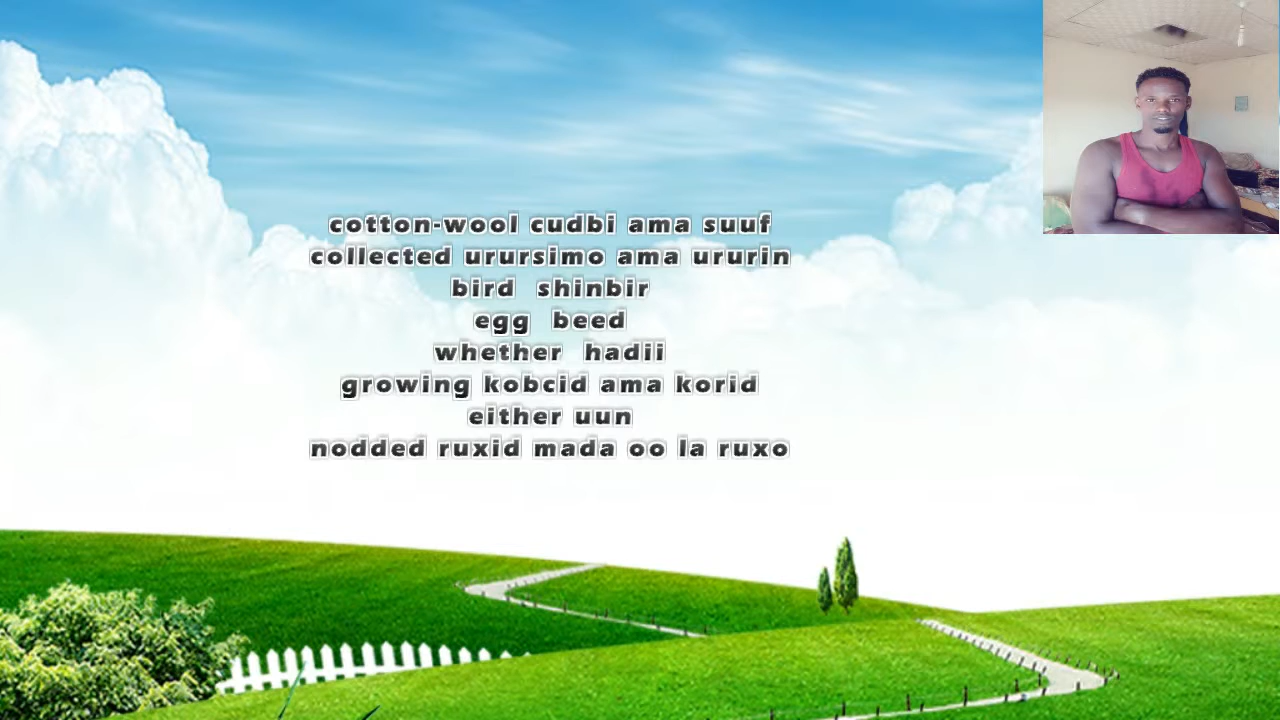 cotton-wool cudbi ama suuf
collected urursimo ama ururin
bird shinbir
egg beed
whether hadii
growing kobcid ama korid
either uun
nodded ruxid mada oo la ruxo